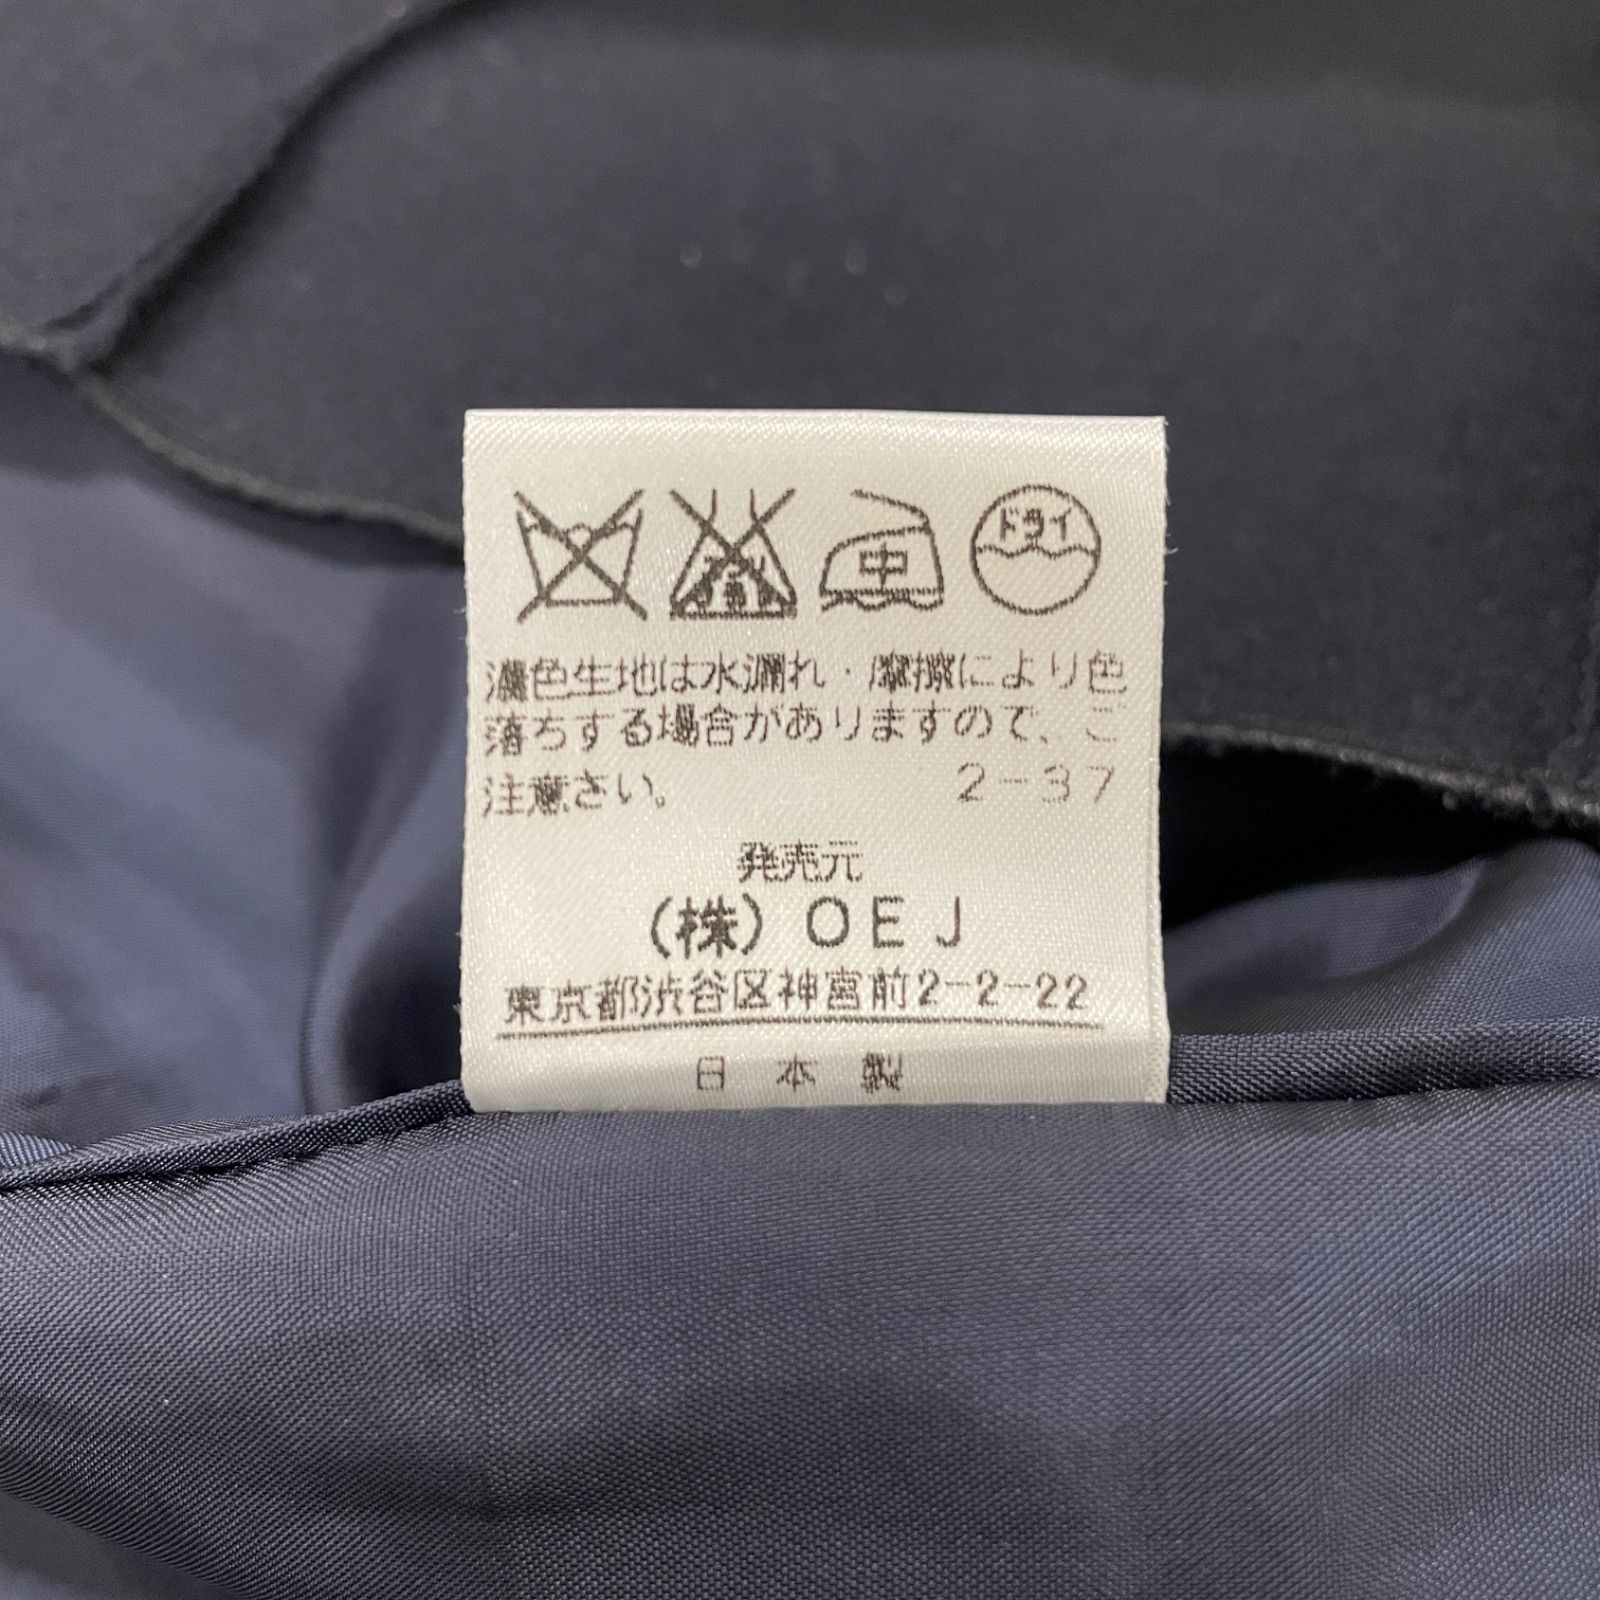 中 ドライ
濃色生地は水濡れ・摩擦により色
落ちする場合がありますので、ご
注意さい。 2-37
発売元
(株)OEJ
東京都渋谷区神宮前2-2-22
日本製